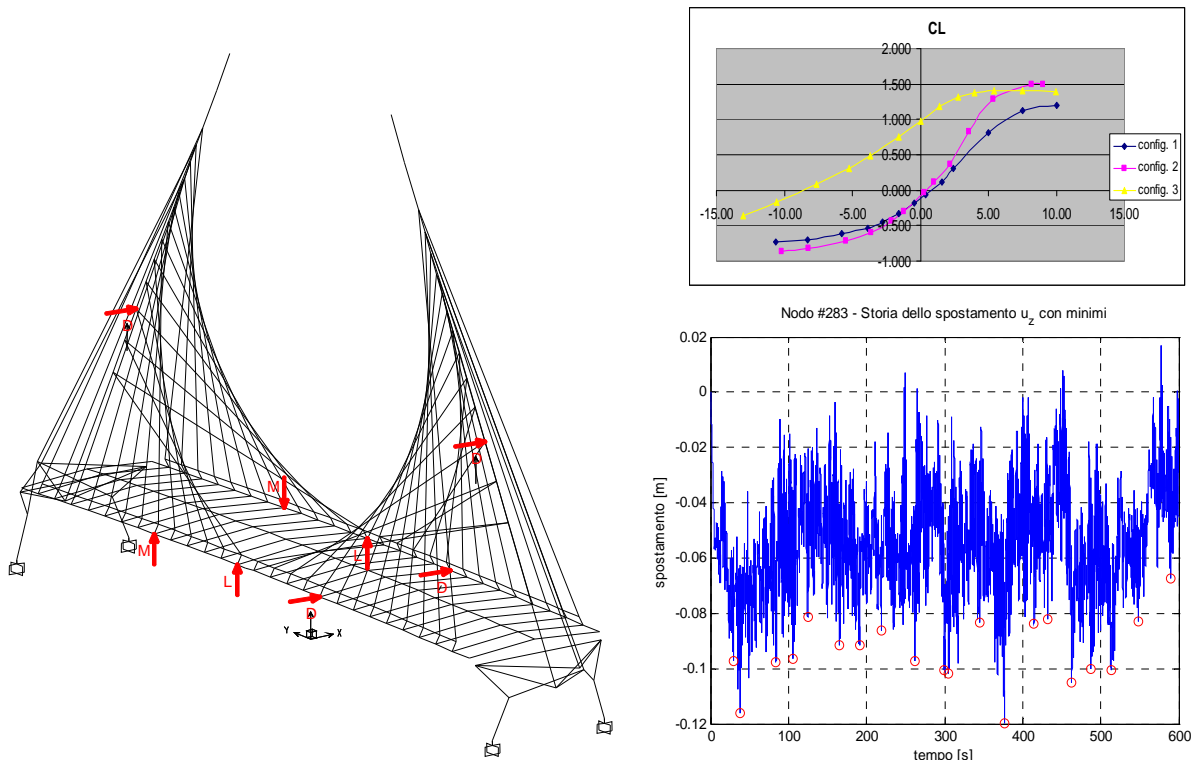 D
D
M
M
L
L
D
D
Y
X
CL
2.000
1.500
1.000
0.500
0.000
-0.500
-1.000
-15.00 -10.00 -5.00 0.00 5.00 10.00 15.00
config. 1
config. 2
config. 3
Nodo #283 - Storia dello spostamento uz con minimi
spostamento [m]
0.02
0
-0.02
-0.04
-0.06
-0.08
-0.1
-0.12
0 100 200 300 400 500 600
tempo [s]